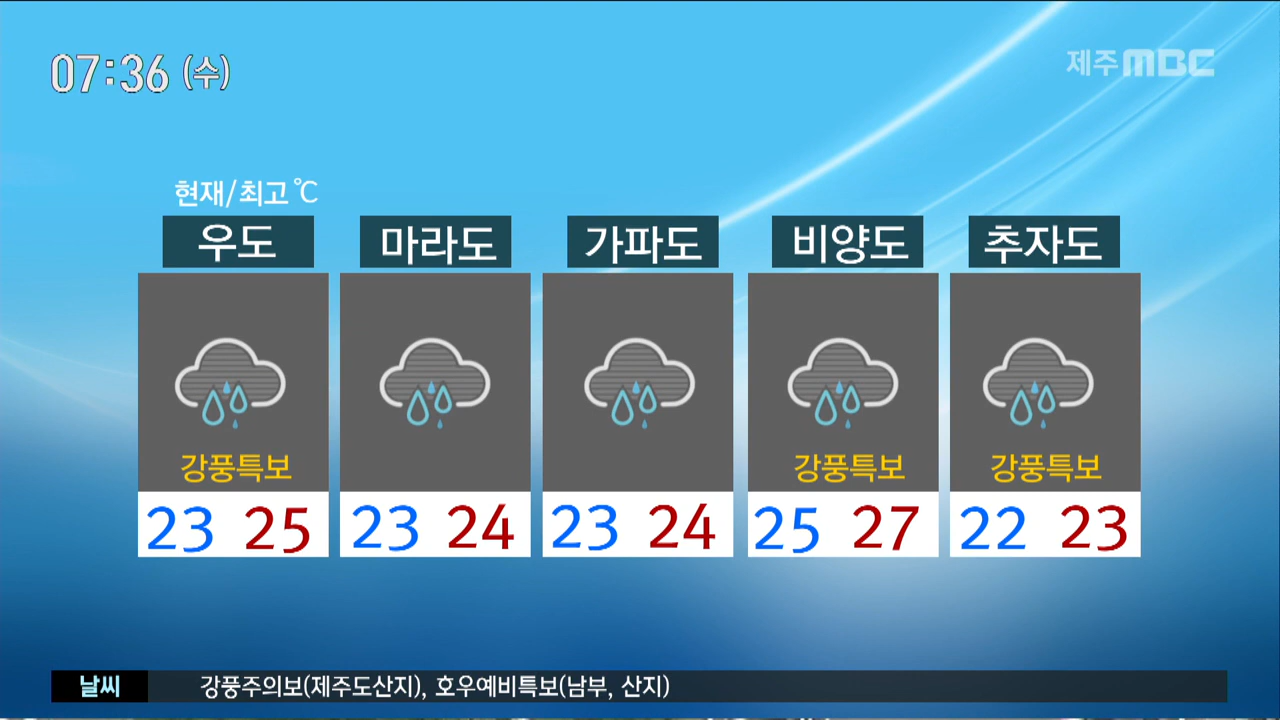 07:36 (수)
제주MBC
현재/최고 ℃
우도 마라도 가파도 비양도 추자도
강풍특보 강풍특보 강풍특보
23 25 23 24 23 24 25 27 22 23
날씨 강풍주의보(제주도산지), 호우예비특보(남부, 산지)